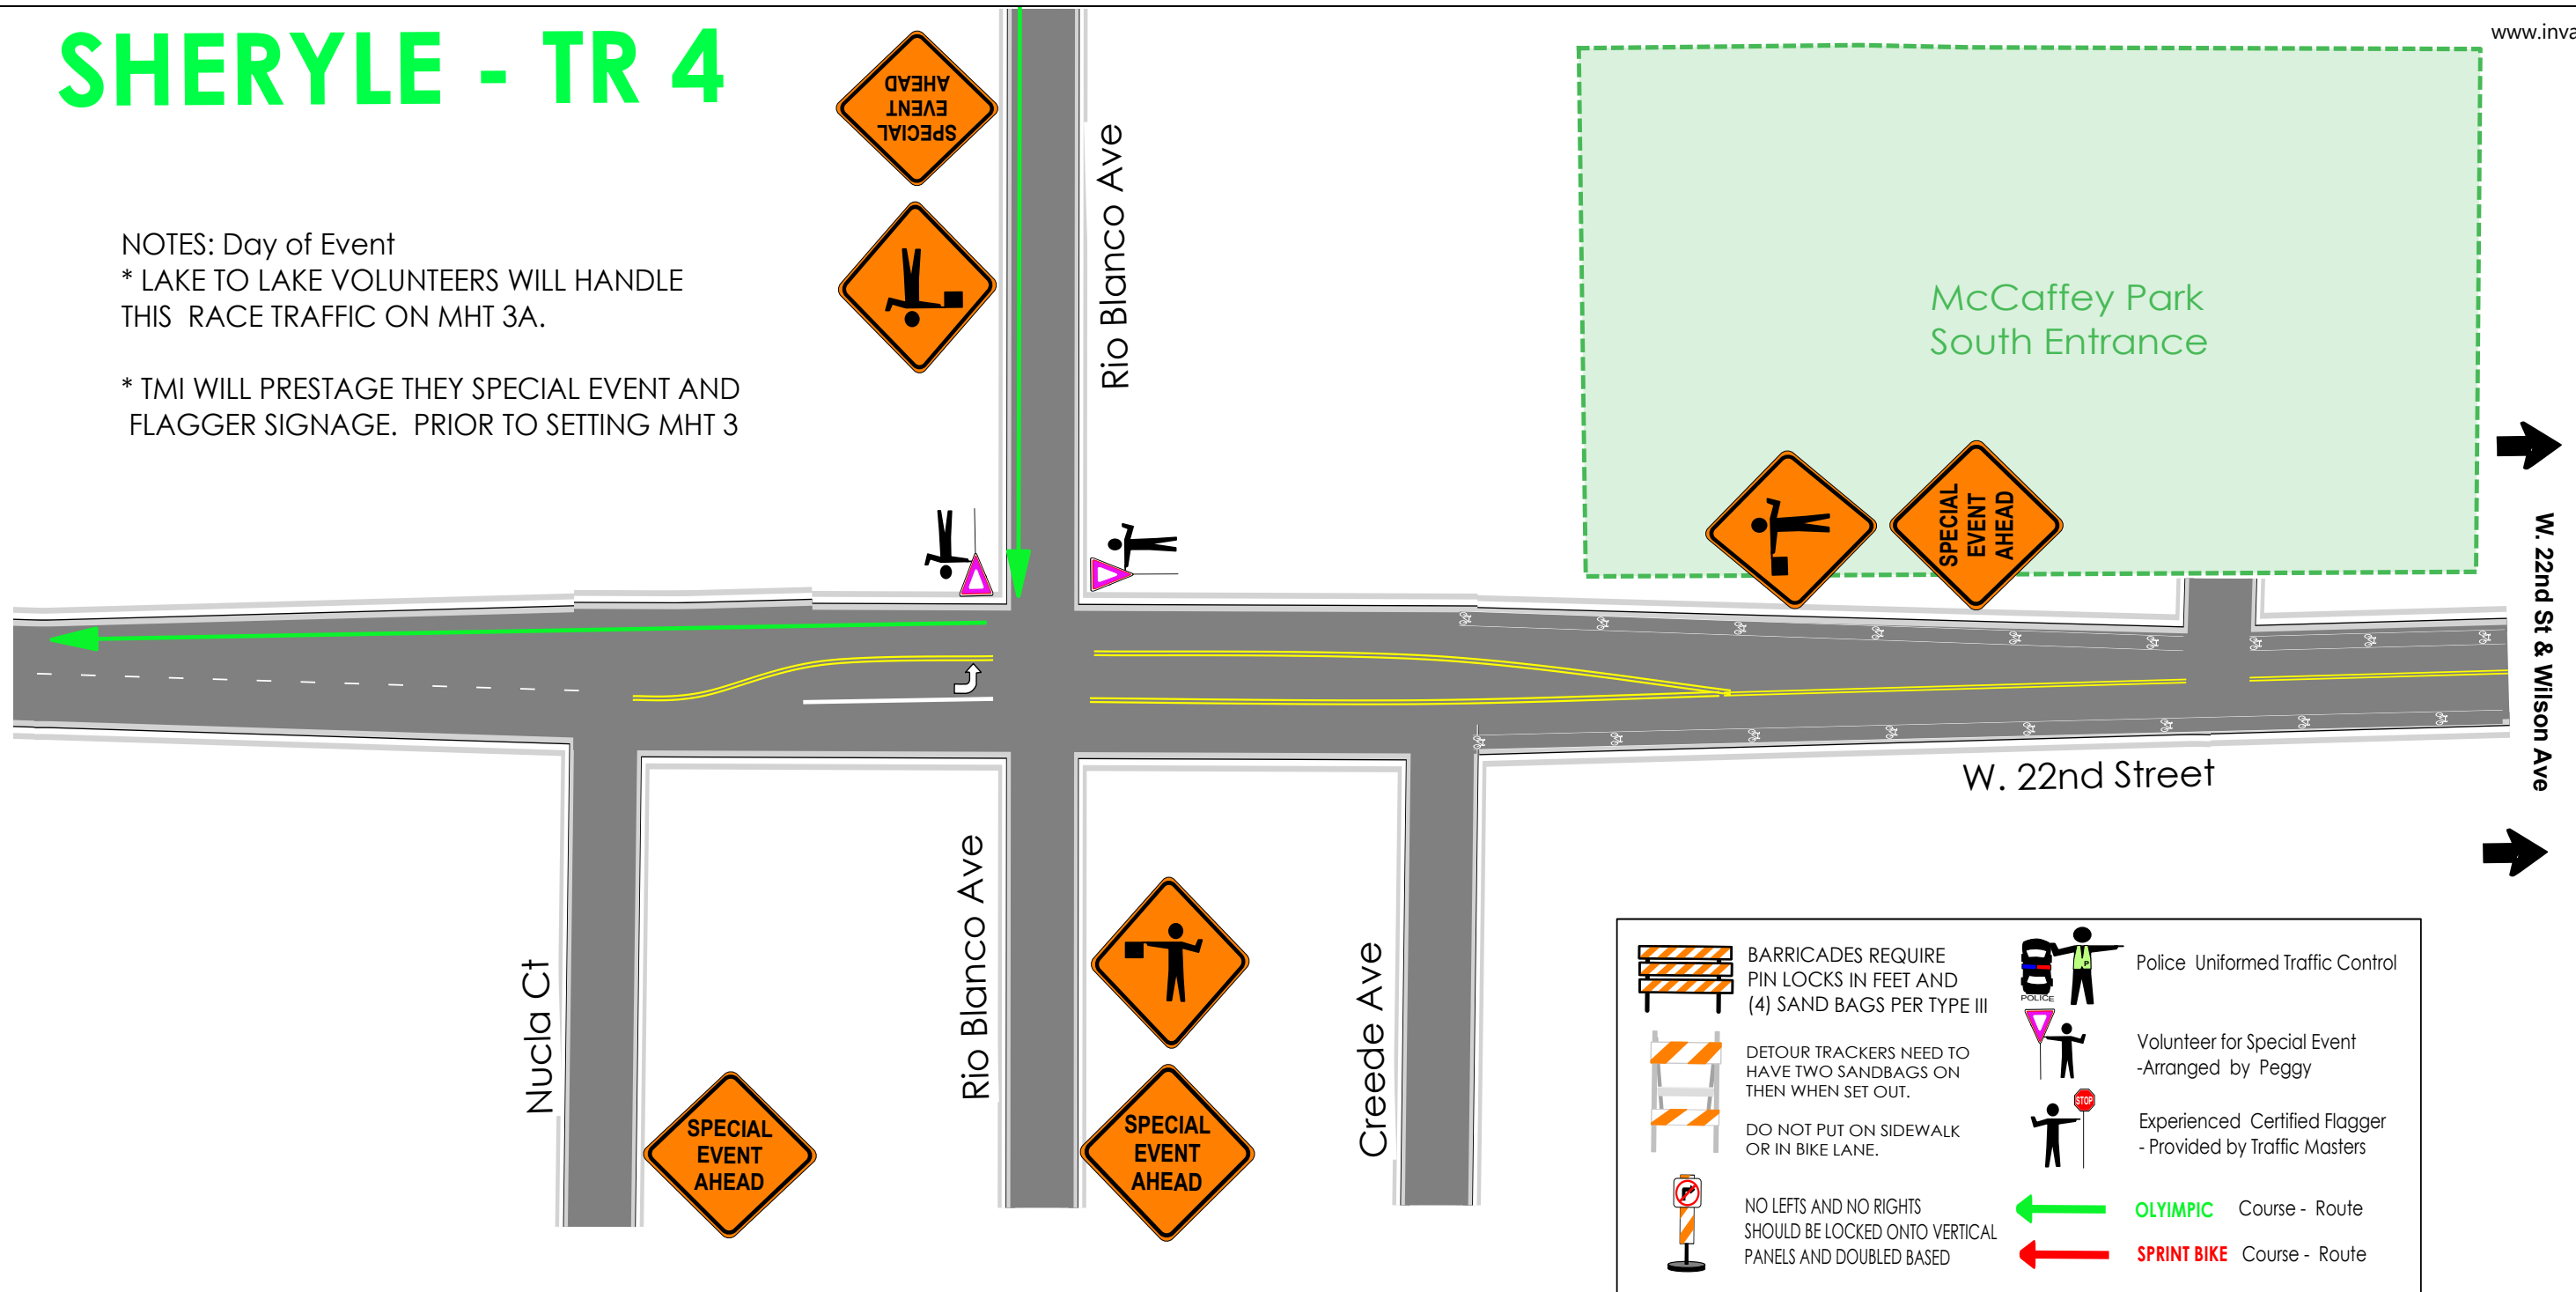 SHERYLE - TR 4
www.inva
NOTES: Day of Event
* LAKE TO LAKE VOLUNTEERS WILL HANDLE
THIS RACE TRAFFIC ON MHT 3A.
* TMI WILL PRESTAGE THEY SPECIAL EVENT AND
FLAGGER SIGNAGE. PRIOR TO SETTING MHT 3
SPECIAL
EVENT
AHEAD
Rio Blanco Ave
McCaffey Park
South Entrance
SPECIAL
EVENT
AHEAD
W. 22nd St & Wilson Ave
W. 22nd Street
Nucla Ct
SPECIAL
EVENT
AHEAD
Rio Blanco Ave
SPECIAL
EVENT
AHEAD
Creede Ave
BARRICADES REQUIRE
PIN LOCKS IN FEET AND
(4) SAND BAGS PER TYPE III
DETOUR TRACKERS NEED TO
HAVE TWO SANDBAGS ON
THEN WHEN SET OUT.
DO NOT PUT ON SIDEWALK
OR IN BIKE LANE.
NO LEFTS AND NO RIGHTS
SHOULD BE LOCKED ONTO VERTICAL
PANELS AND DOUBLED BASED
P
POLICE
Police Uniformed Traffic Control
Volunteer for Special Event
-Arranged by Peggy
STOP
Experienced Certified Flagger
- Provided by Traffic Masters
OLYIMPIC Course - Route
SPRINT BIKE Course - Route